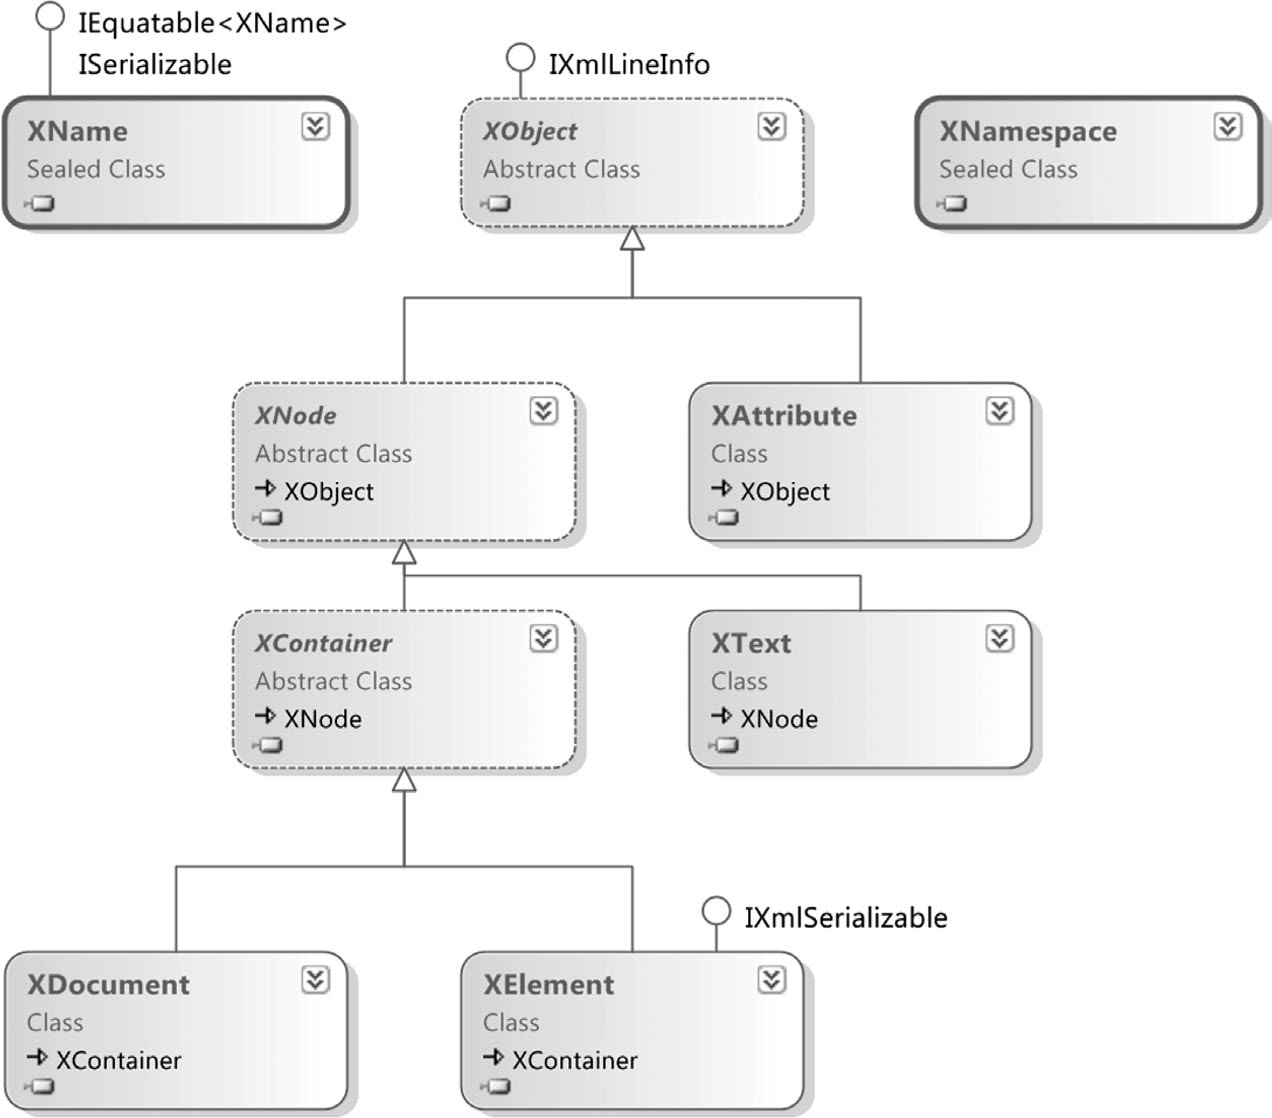 IEquatable<XName>
ISerializable
IXmlLineInfo
XName
Sealed Class
XObject
Abstract Class
XNamespace
Sealed Class
XNode
Abstract Class
XObject
XAttribute
Class
XObject
XContainer
Abstract Class
XNode
XText
Class
XNode
IXmlSerializable
XDocument
Class
XContainer
XElement
Class
XContainer